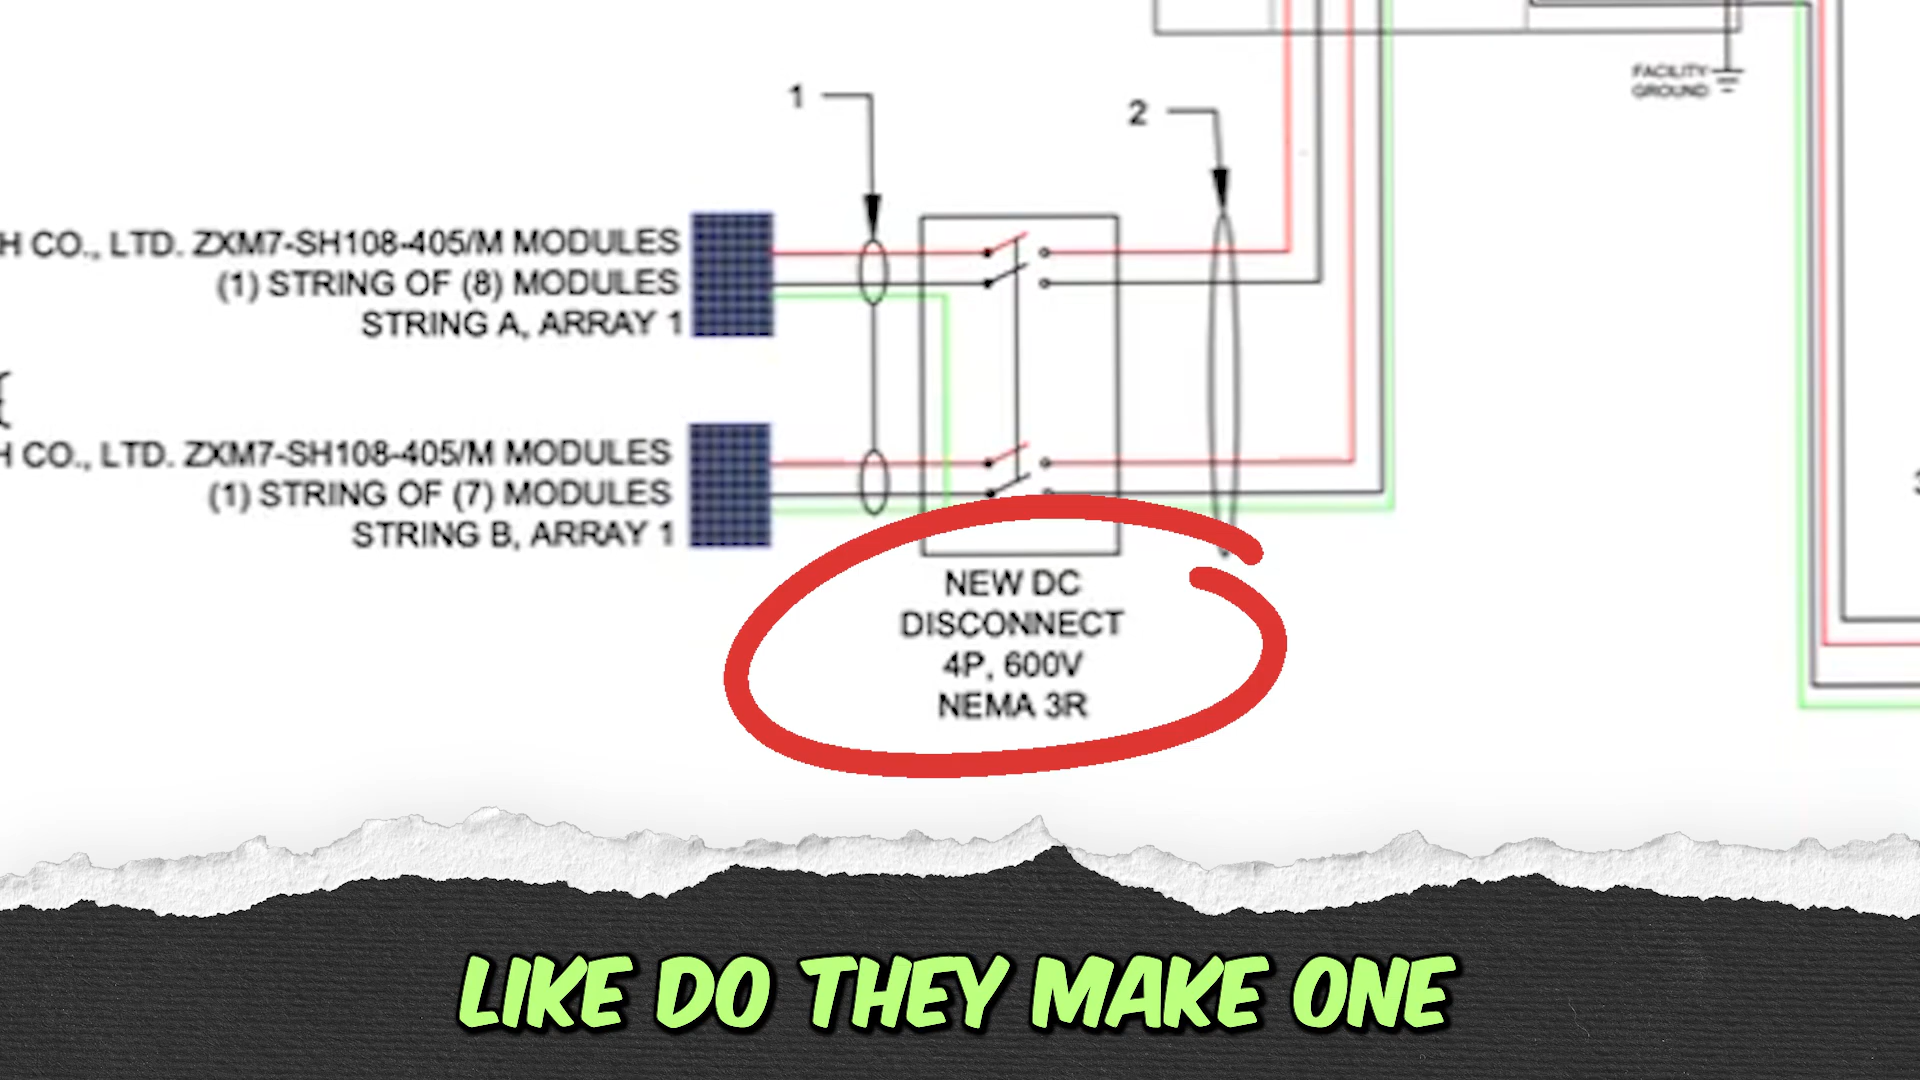 FACILITY
GROUND
1
2
H CO., LTD. ZXM7-SH108-405/M MODULES
(1) STRING OF (8) MODULES
STRING A, ARRAY 1
H CO., LTD. ZXM7-SH108-405/M MODULES
(1) STRING OF (7) MODULES
STRING B, ARRAY 1
NEW DC
DISCONNECT
4P, 600V
NEMA 3R
LIKE DO THEY MAKE ONE